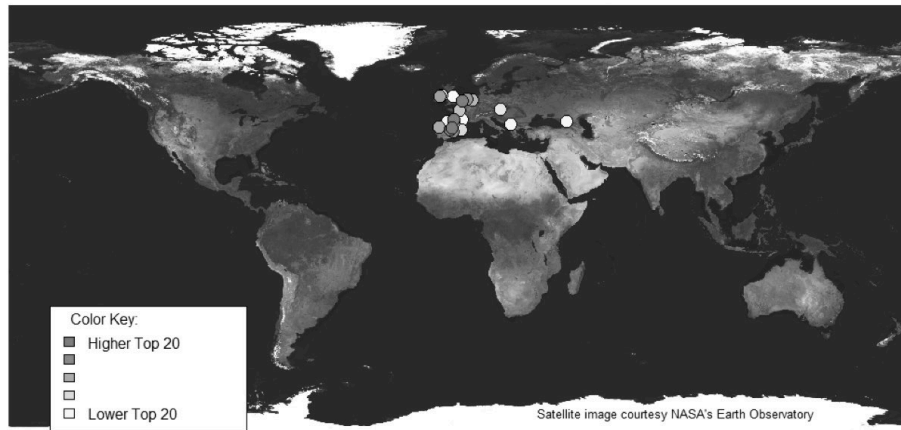 Color Key:
Higher Top 20
Lower Top 20
Satellite image courtesy NASA's Earth Observatory